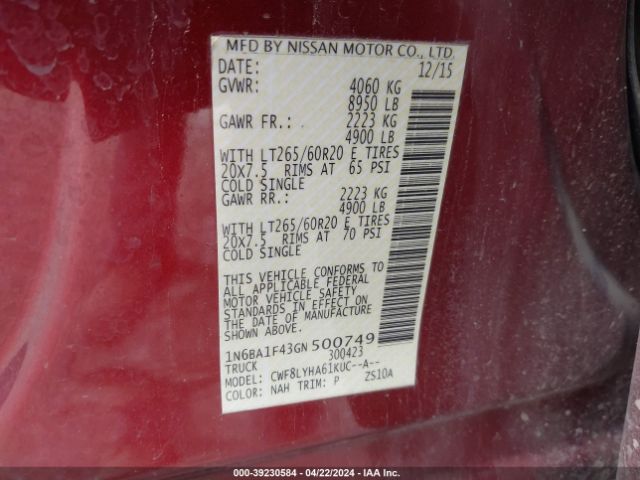 MFD BY NISSAN MOTOR CO., LTD.
DATE: 12/15
GVWR: 4060 KG
8950 LB
GAWR FR.: 2223 KG
4900 LB
WITH LT265/60R20 E TIRES
20X7.5 RIMS AT 65 PSI
COLD SINGLE
GAWR RR.: 2223 KG
4900 LB
WITH LT265/60R20 E TIRES
20X7.5 RIMS AT 70 PSI
COLD SINGLE
THIS VEHICLE CONFORMS TO
ALL APPLICABLE FEDERAL
MOTOR VEHICLE SAFETY
STANDARDS IN EFFECT ON
THE DATE OF MANUFACTURE
SHOWN ABOVE.
1N6BA1F43GN500749
TRUCK 300423
MODEL: CWF8LYHA61KUC--A--
COLOR: NAH TRIM: P ZS10A
000-39230584 - 04/22/2024 - IAA Inc.